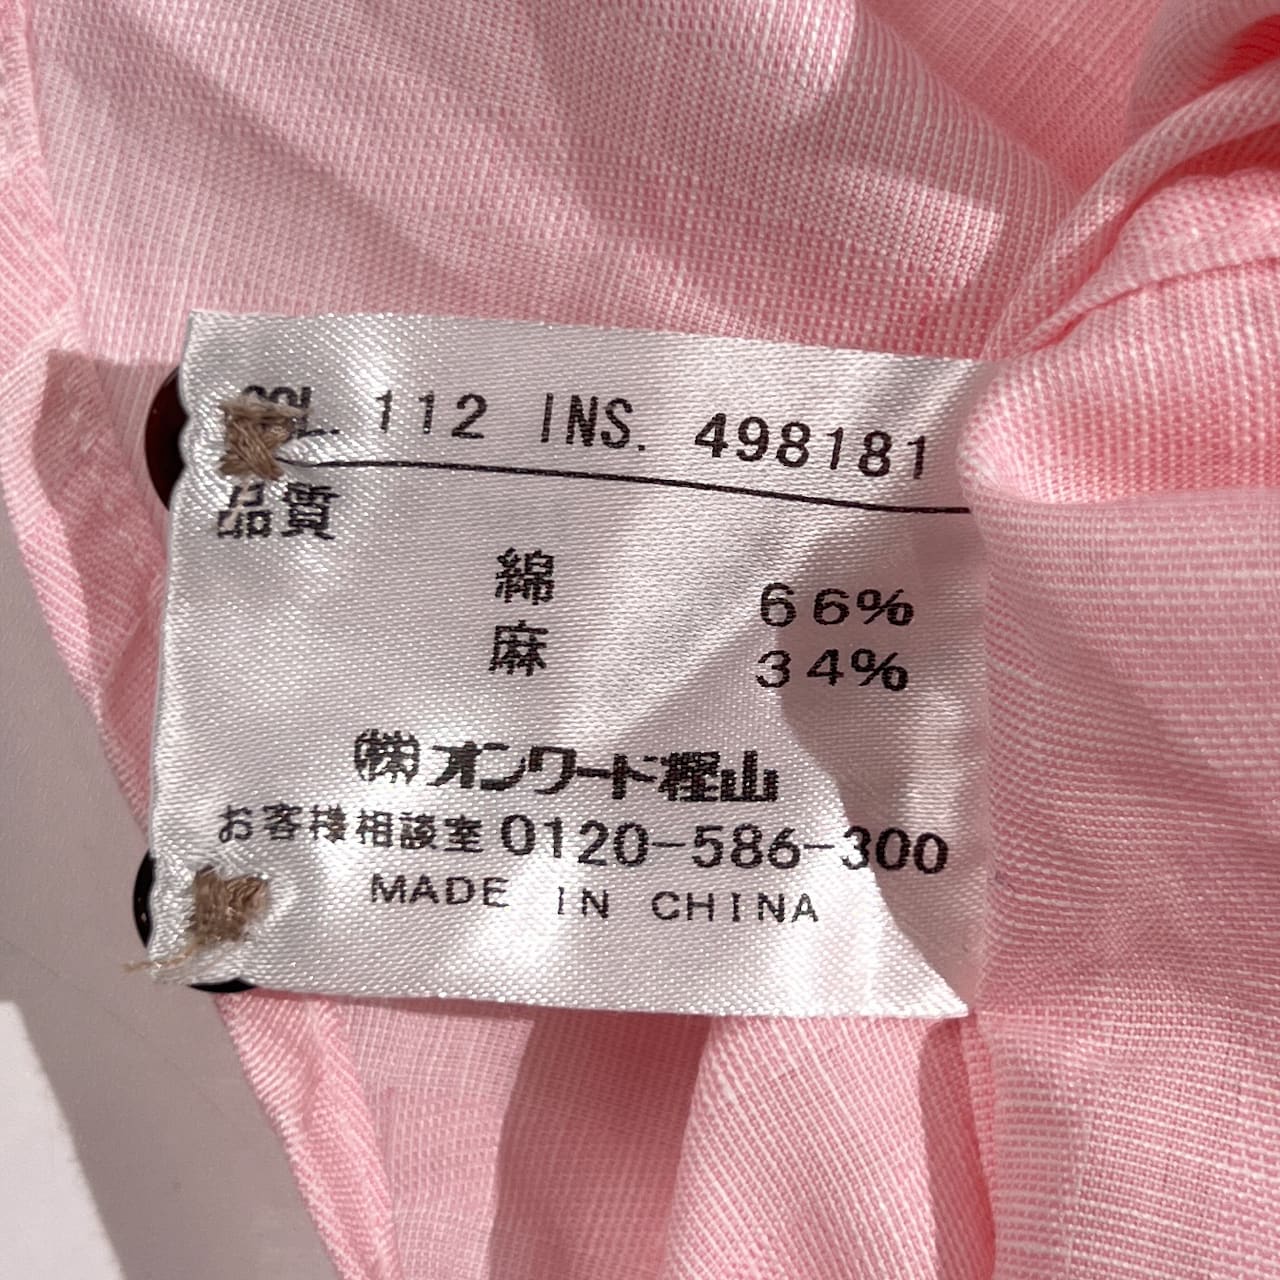 COL. 112 INS. 498181
品質
綿 66%
麻 34%
㈱オンワード樫山
お客様相談室 0120-586-300
MADE IN CHINA